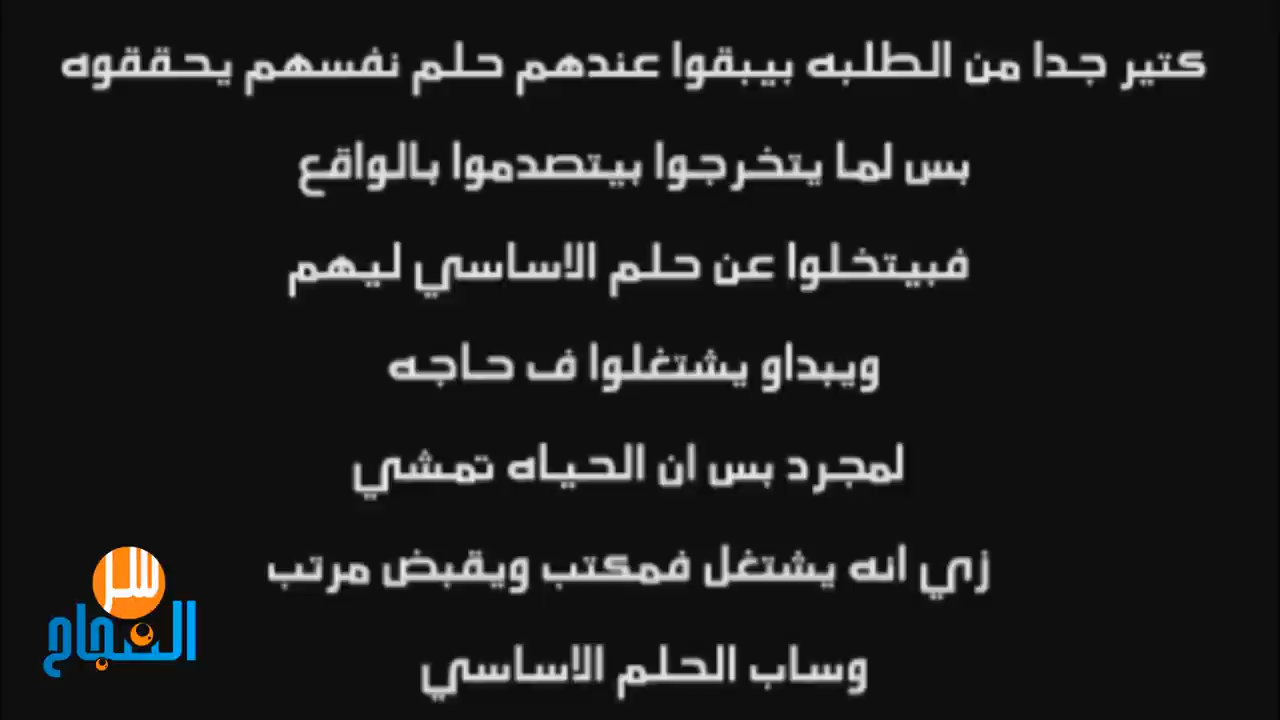 كتير جدا من الطلبه بيبقوا عندهم حلم نفسهم يحققوه
بس لما يتخرجوا بيتصدموا بالواقع
فبيتخلوا عن حلم الاساسي ليهم
ويبداو يشتغلوا ف حاجه
لمجرد بس ان الحياه تمشي
زي انه يشتغل فمكتب ويقبض مرتب
وساب الحلم الاساسي
سر
النجاح